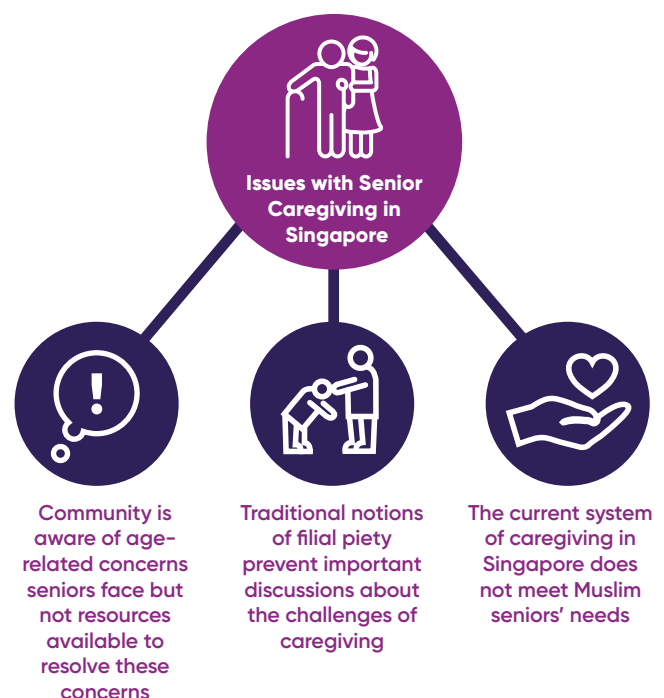 Issues with Senior
Caregiving in
Singapore
!
Community is
aware of age-
related concerns
seniors face but
not resources
available to
resolve these
concerns
Traditional notions
of filial piety
prevent important
discussions about
the challenges of
caregiving
The current system
of caregiving in
Singapore does
not meet Muslim
seniors’ needs